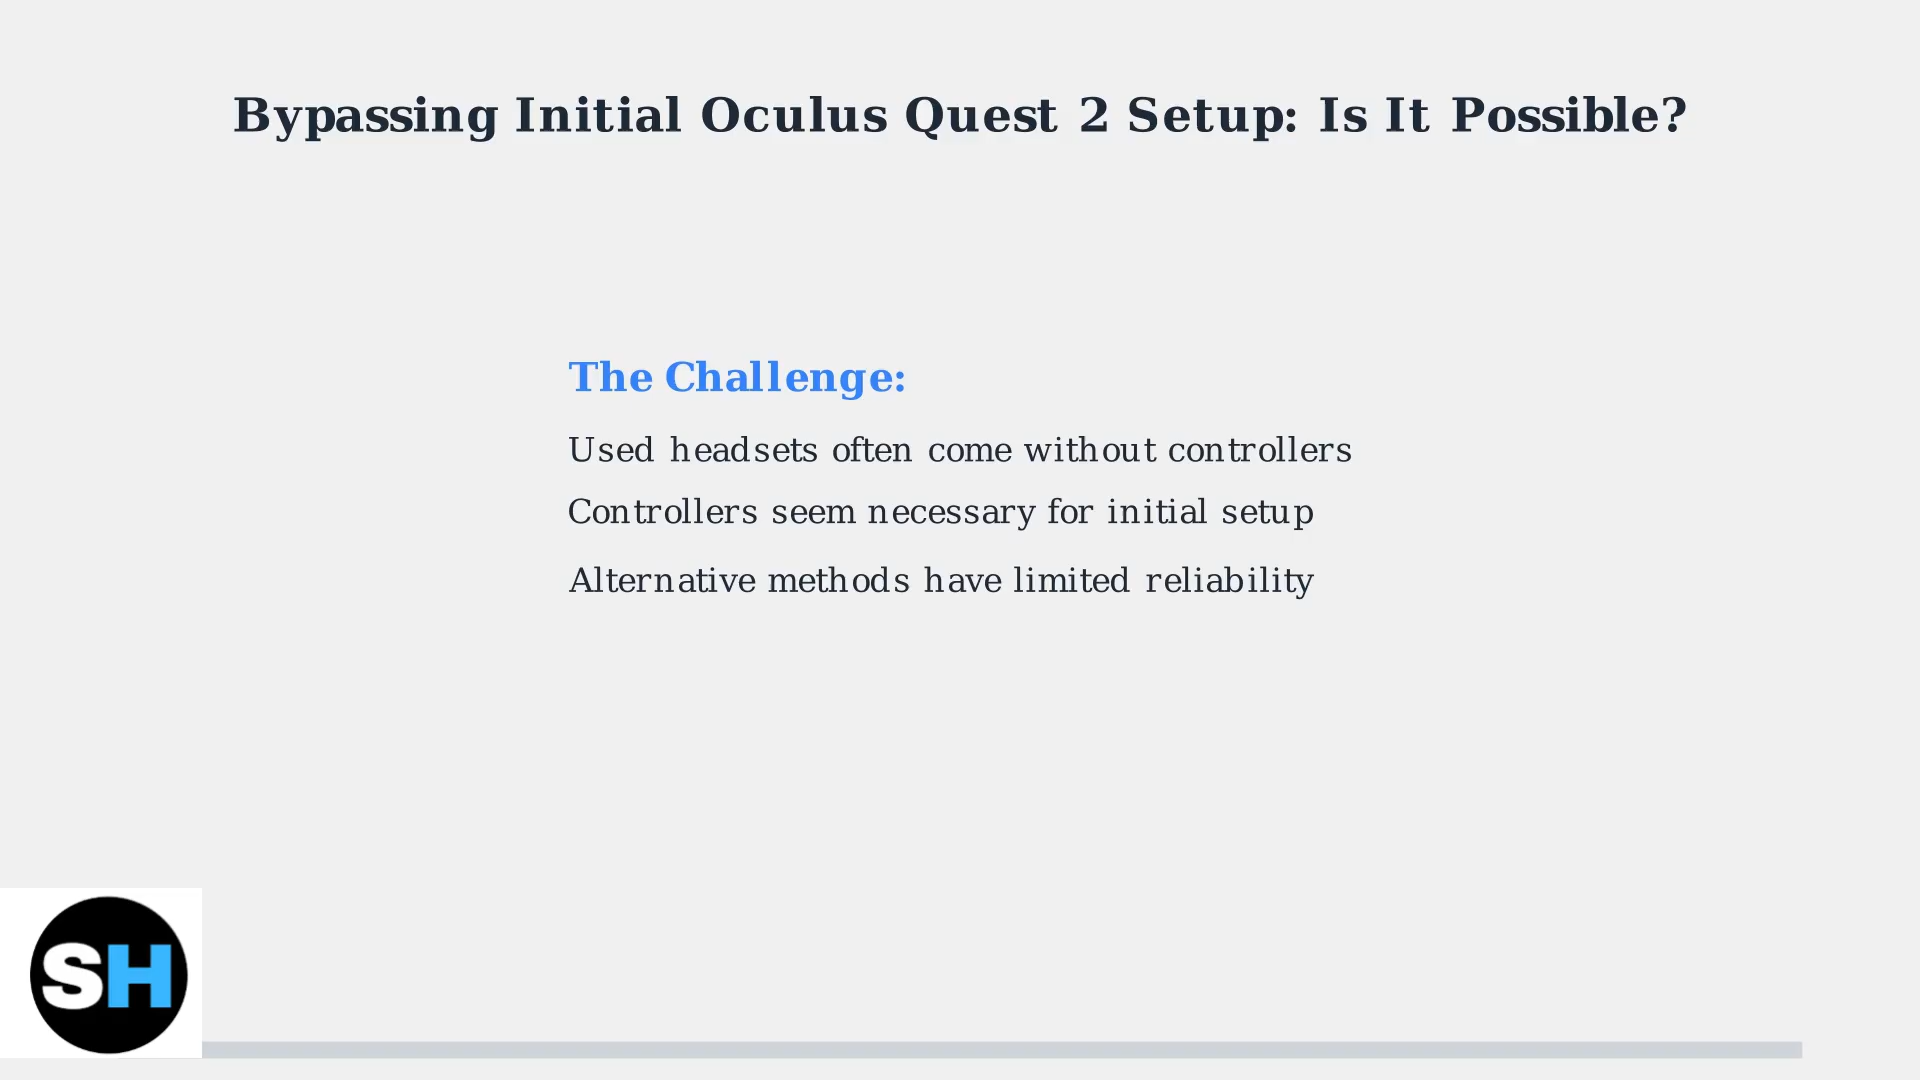 Bypassing Initial Oculus Quest 2 Setup: Is It Possible?
The Challenge:
Used headsets often come without controllers
Controllers seem necessary for initial setup
Alternative methods have limited reliability
SH